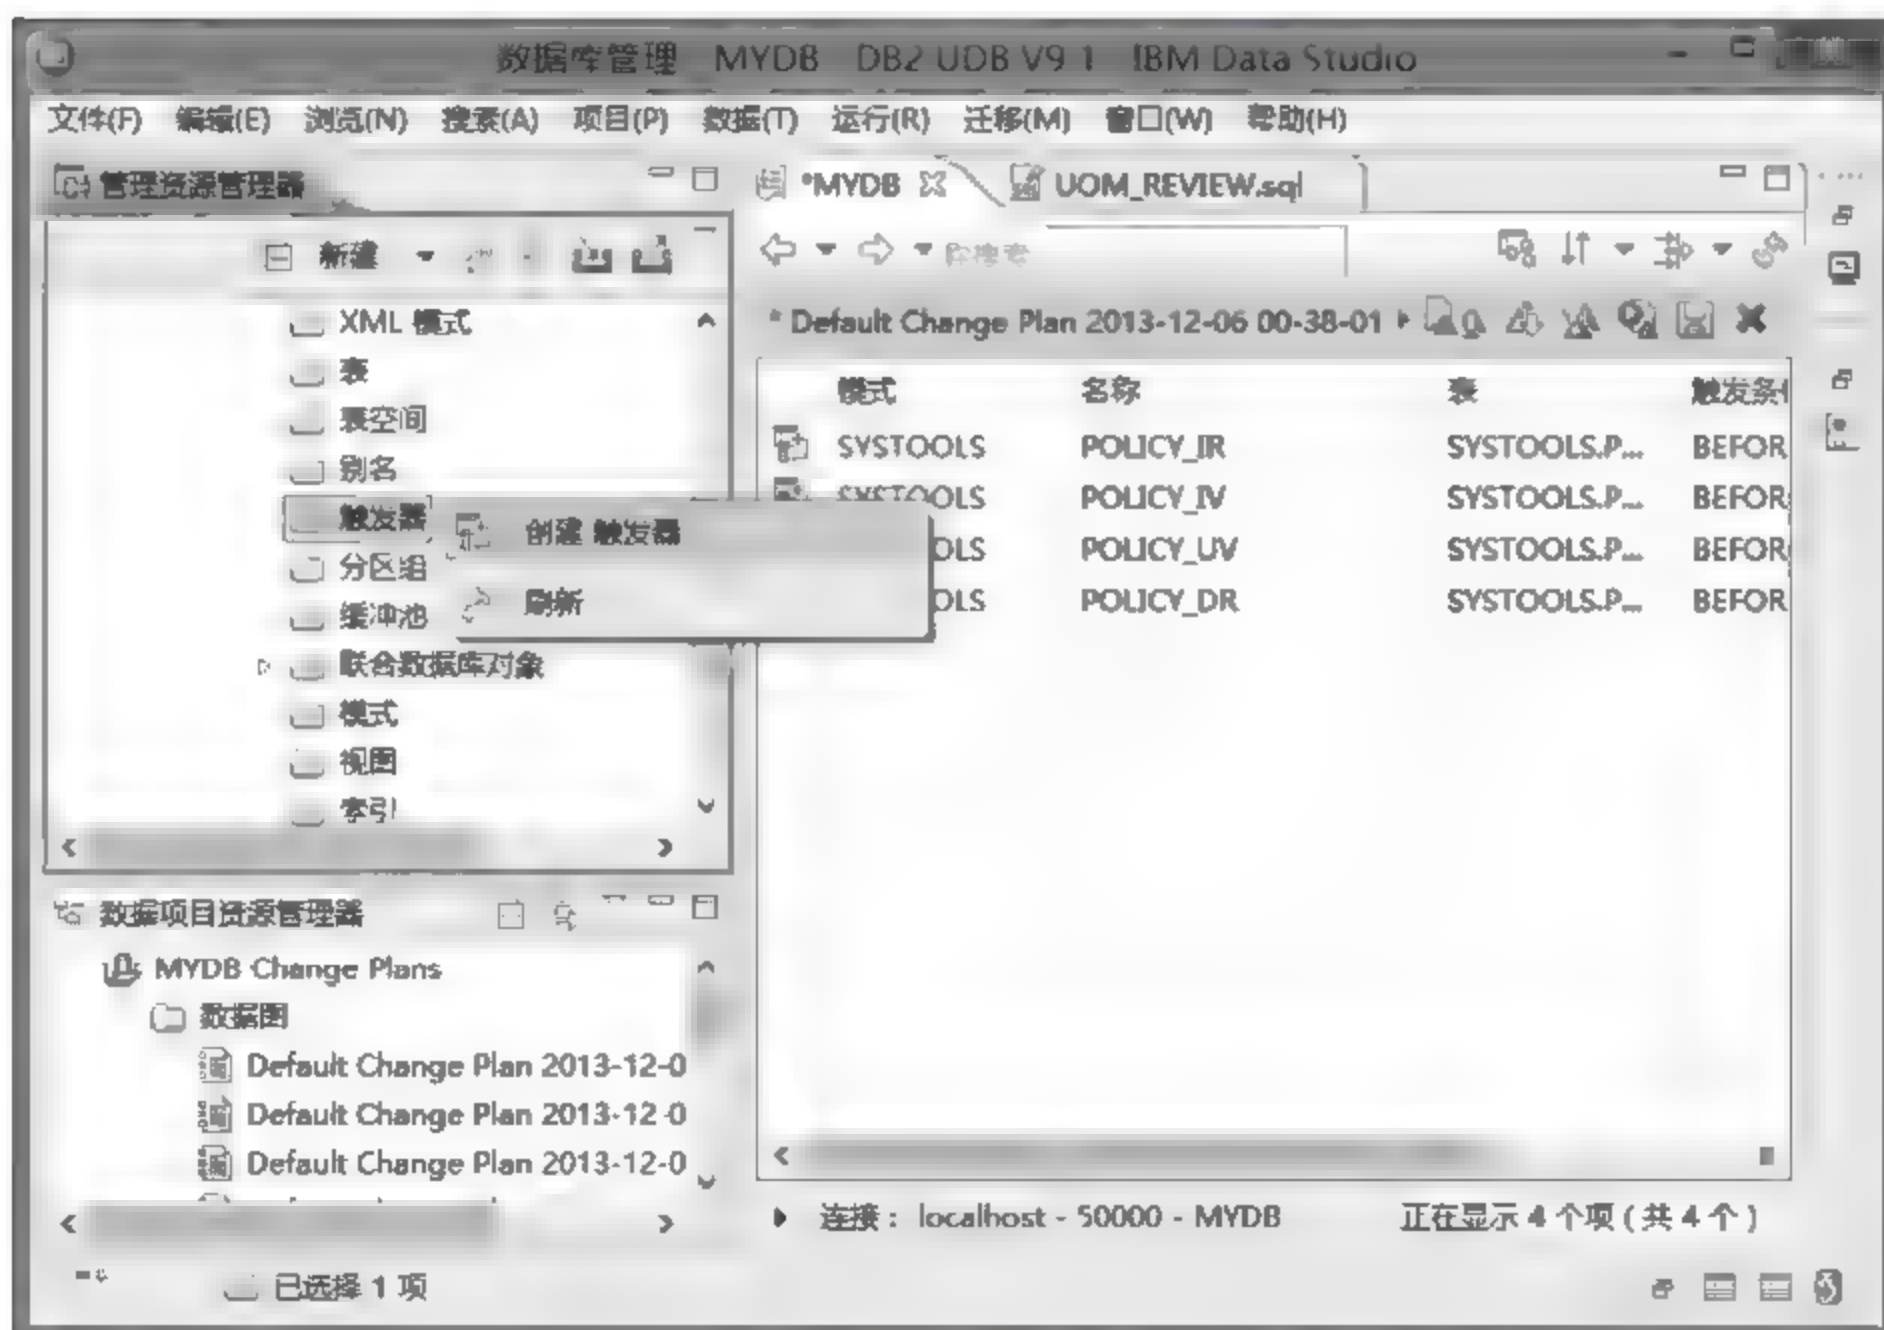 数据库管理 MYDB DB2 UDB V9 1 IBM Data Studio
文件(F) 编辑(E) 浏览(N) 搜索(A) 项目(P) 数据(T) 运行(R) 迁移(M) 窗口(W) 帮助(H)
管理资源管理器
新建
XML 模式
表
表空间
别名
触发器
分区组
缓冲池
联合数据库对象
模式
视图
索引
创建 触发器
刷新
*MYDB UOM_REVIEW.sql
* Default Change Plan 2013-12-06 00-38-01
模式 名称 表 触发条
SYSTOOLS POLICY_IR SYSTOOLS.P... BEFOR
SYSTOOLS POLICY_IV SYSTOOLS.P... BEFOR
OLS POLICY_UV SYSTOOLS.P... BEFOR
OLS POLICY_DR SYSTOOLS.P... BEFOR
连接： localhost - 50000 - MYDB 正在显示 4 个项 ( 共 4 个 )
数据项目资源管理器
MYDB Change Plans
数据图
Default Change Plan 2013-12-0
Default Change Plan 2013-12-0
Default Change Plan 2013-12-0
已选择 1 项